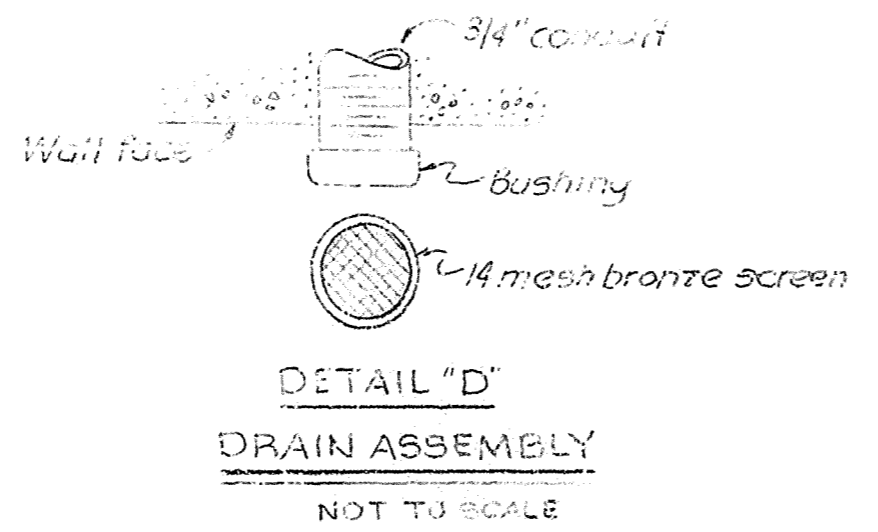 3/4" conduit
Wall face
Bushing
14 mesh bronze screen
DETAIL "D"
DRAIN ASSEMBLY
NOT TO SCALE